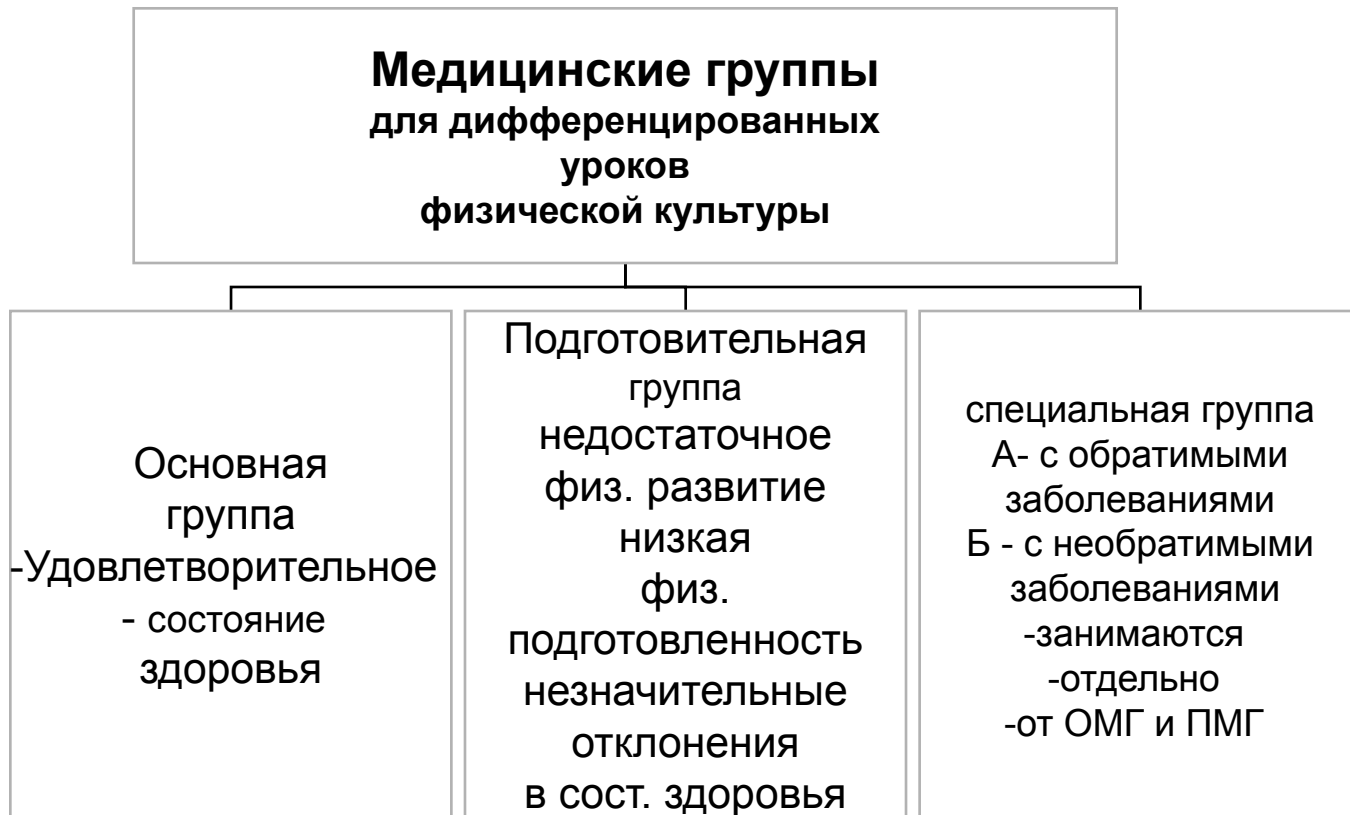 Медицинские группы
для дифференцированных
уроков
физической культуры
Основная
группа
-Удовлетворительное
- состояние
здоровья
Подготовительная
группа
недостаточное
физ. развитие
низкая
физ.
подготовленность
незначительные
отклонения
в сост. здоровья
специальная группа
А- с обратимыми
заболеваниями
Б - с необратимыми
заболеваниями
-занимаются
-отдельно
-от ОМГ и ПМГ